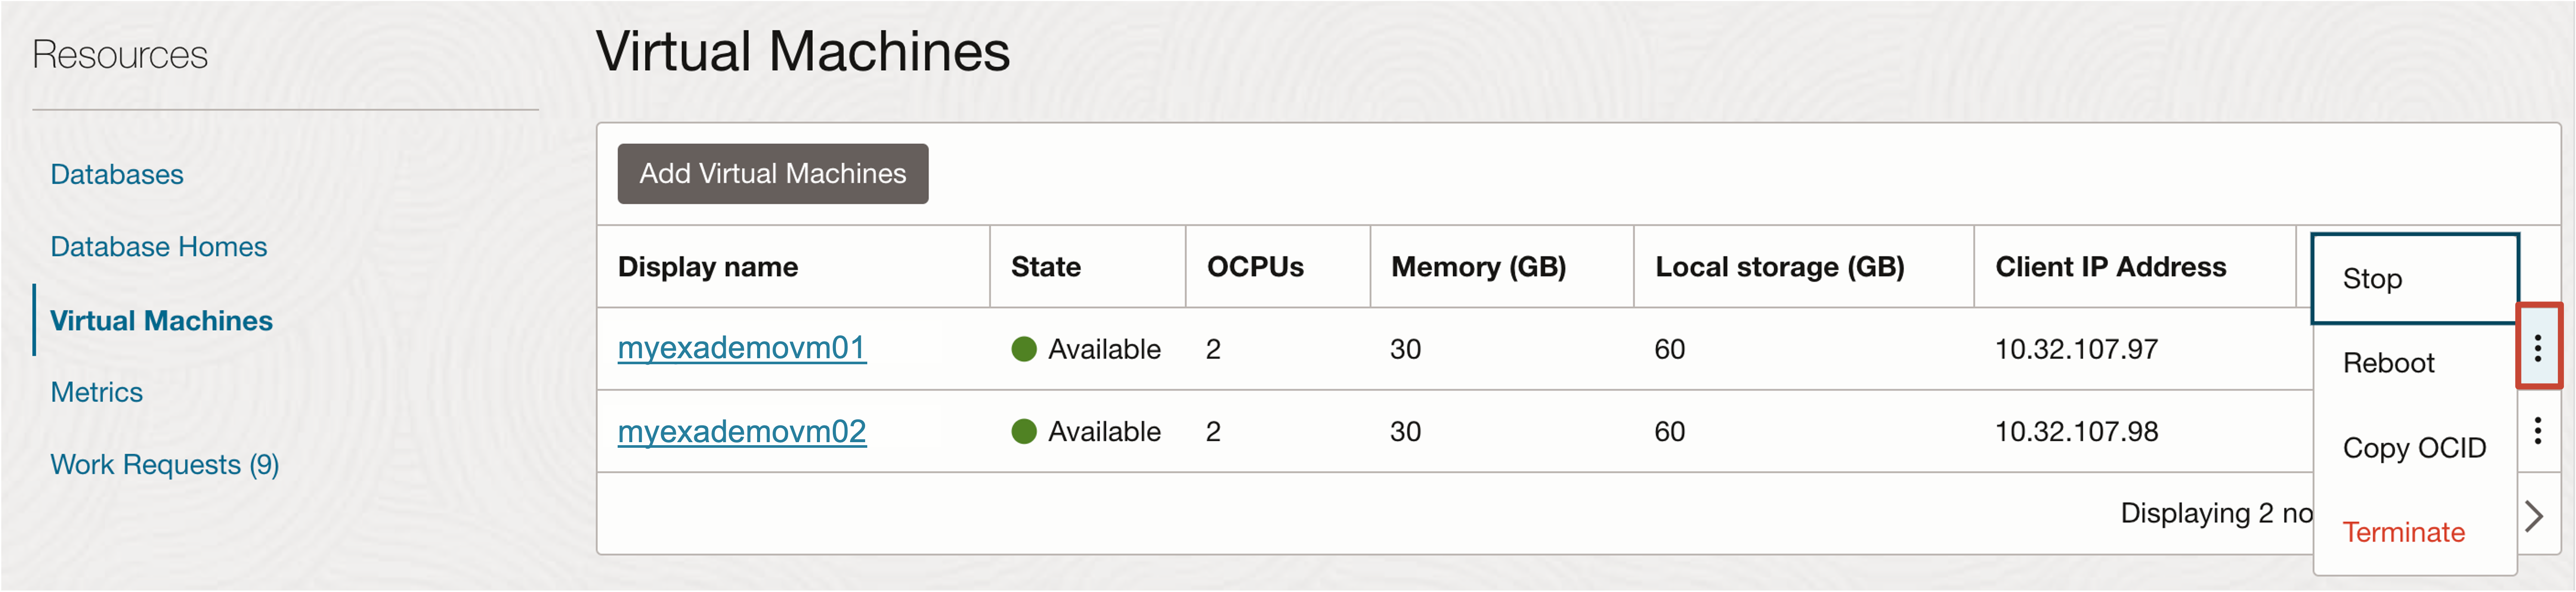 Resources
Databases
Database Homes
Virtual Machines
Metrics
Work Requests (9)
Virtual Machines
Add Virtual Machines
Display name State OCPUs Memory (GB) Local storage (GB) Client IP Address
myexademovm01 Available 2 30 60 10.32.107.97
myexademovm02 Available 2 30 60 10.32.107.98
Displaying 2 no
Stop
Reboot
Copy OCID
Terminate